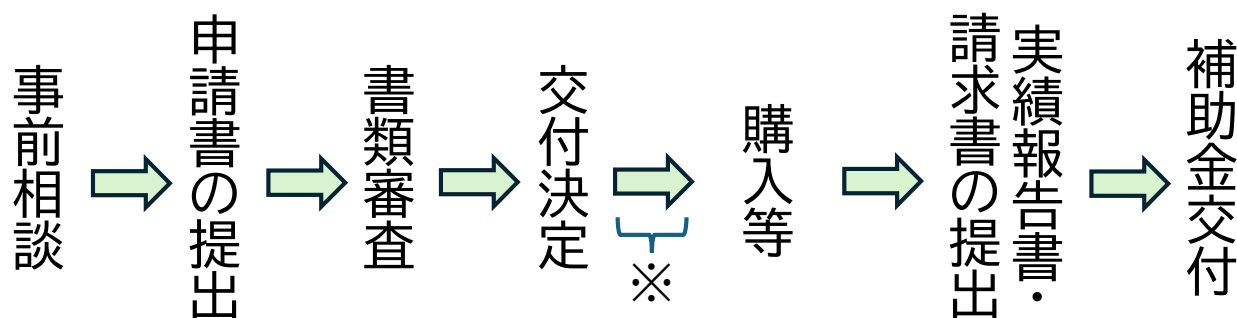 事前相談
申請書の提出
書類審査
交付決定
※
購入等
実績報告書・
請求書の提出
補助金交付